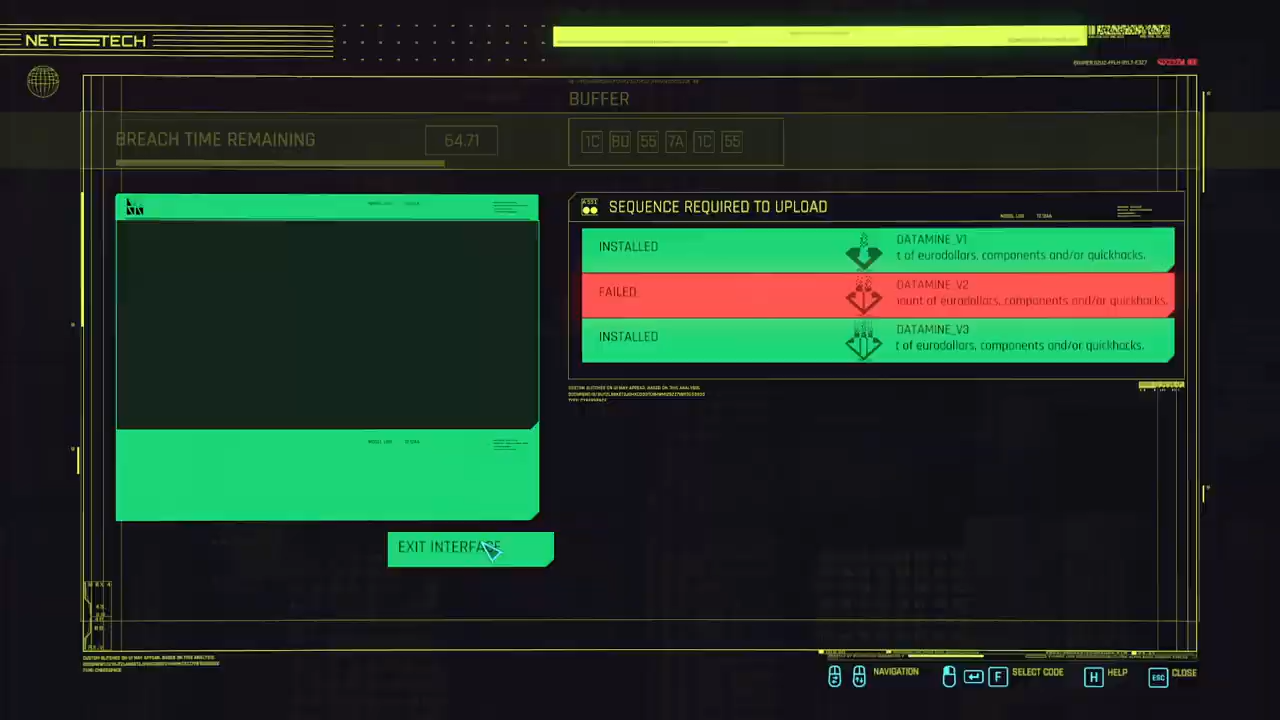 NET TECH
BUFFER
BREACH TIME REMAINING
64.71
1C BD 55 7A 1C 55
SEQUENCE REQUIRED TO UPLOAD
INSTALLED
DATAMINE_V1
t of eurodollars, components and/or quickhacks.
FAILED
DATAMINE_V2
ount of eurodollars, components and/or quickhacks.
INSTALLED
DATAMINE_V3
t of eurodollars, components and/or quickhacks.
EXIT INTERFACE
NAVIGATION
F SELECT CODE
H HELP
ESC CLOSE